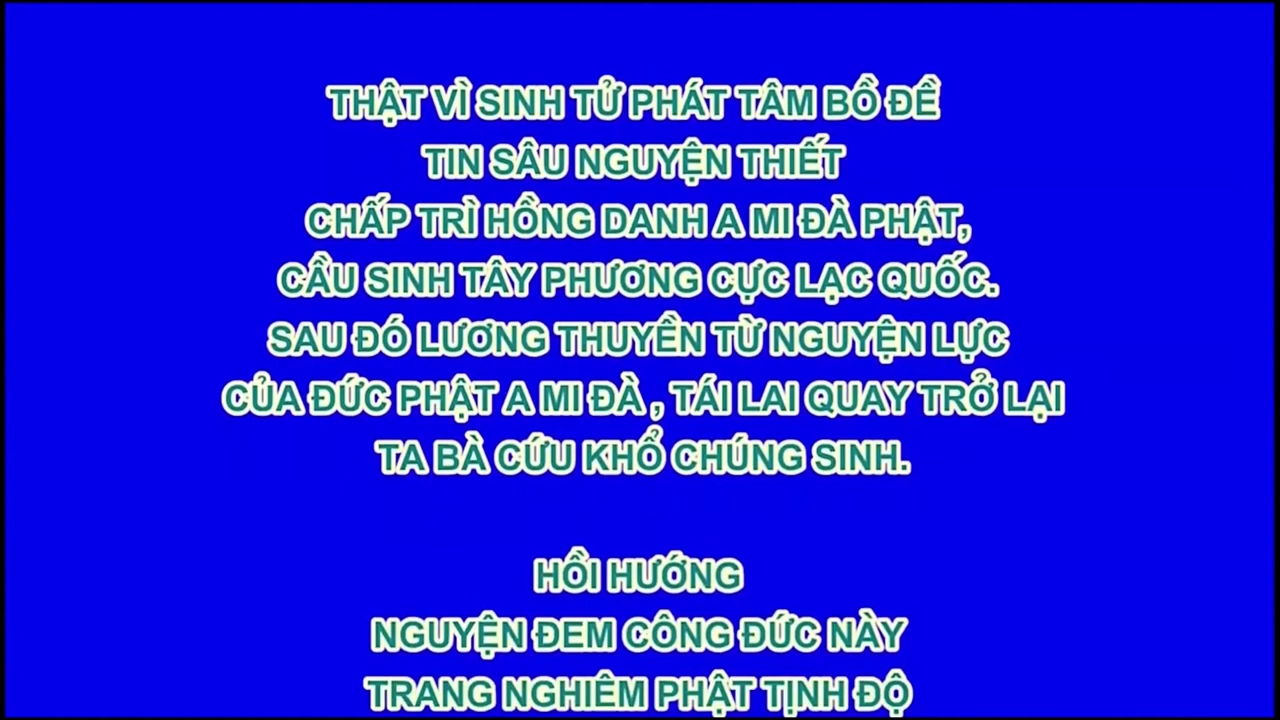 THẬT VÌ SINH TỬ PHÁT TÂM BỒ ĐỀ
TIN SÂU NGUYỆN THIẾT
CHẤP TRÌ HỒNG DANH A MI ĐÀ PHẬT,
CẦU SINH TÂY PHƯƠNG CỰC LẠC QUỐC.
SAU ĐÓ LƯƠNG THUYỀN TỪ NGUYỆN LỰC
CỦA ĐỨC PHẬT A MI ĐÀ , TÁI LAI QUAY TRỞ LẠI
TA BÀ CỨU KHỔ CHÚNG SINH.
HỒI HƯỚNG
NGUYỆN ĐEM CÔNG ĐỨC NÀY
TRANG NGHIÊM PHẬT TỊNH ĐỘ